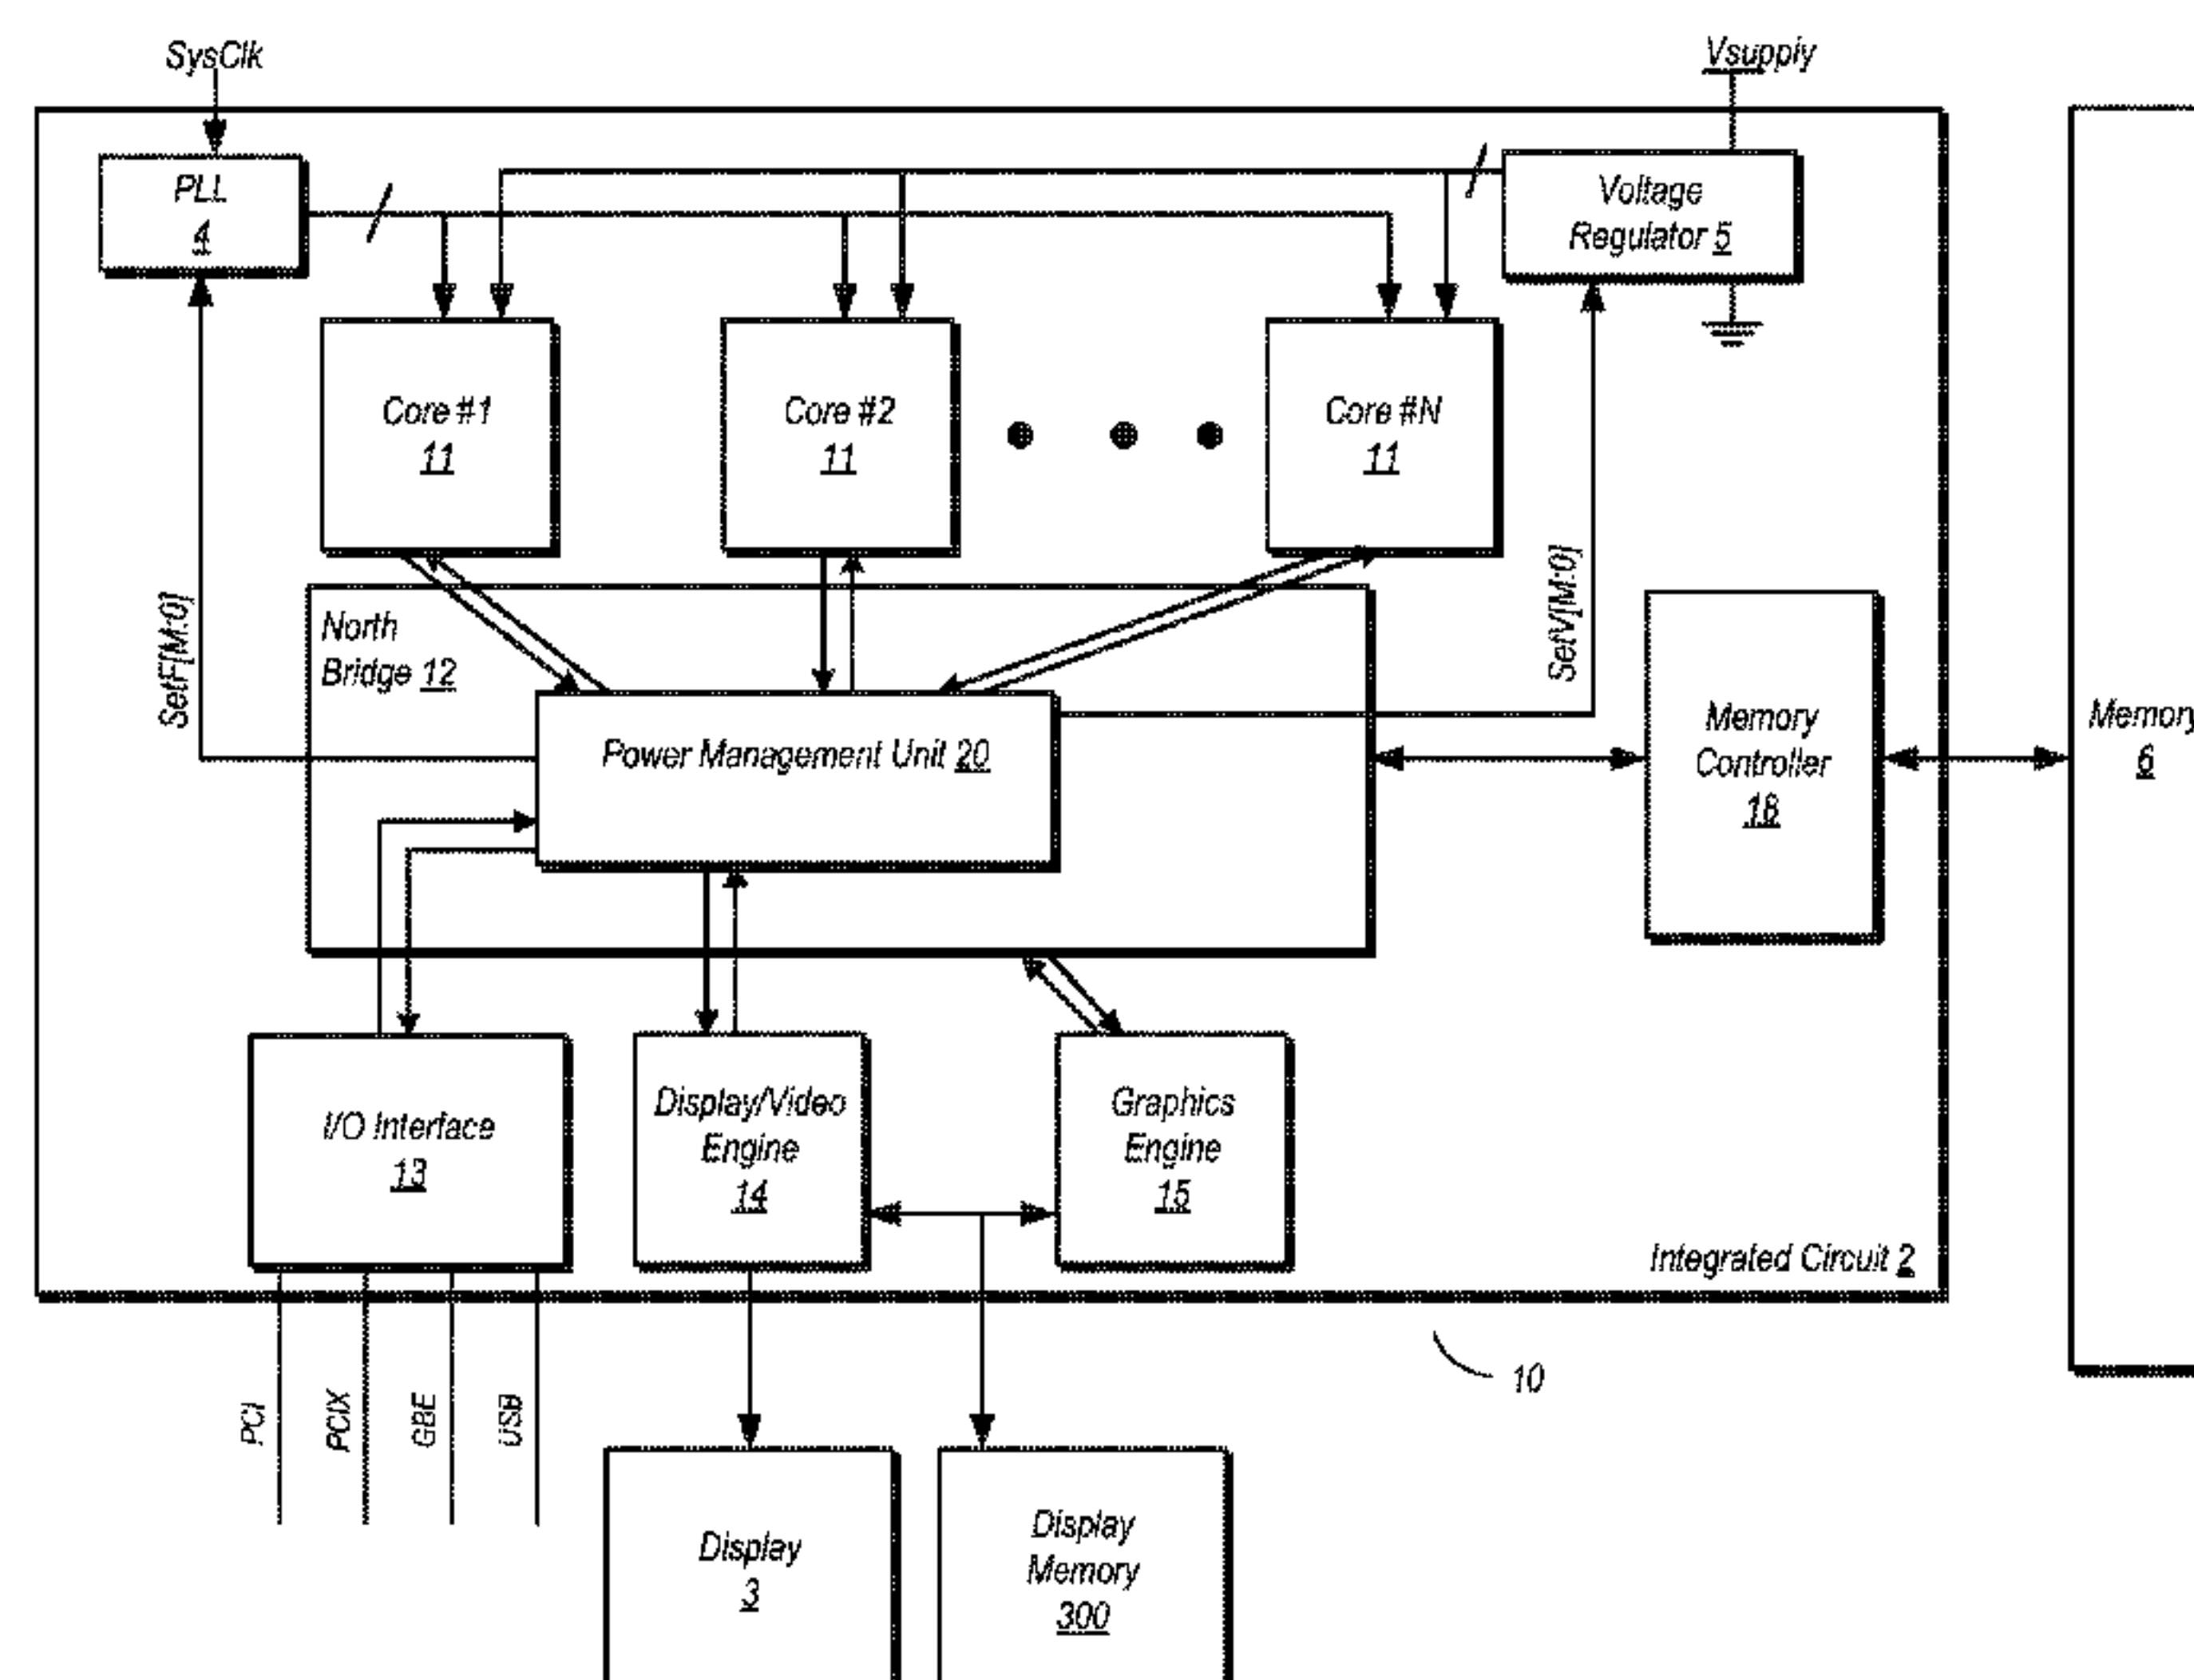 SysClk
Vsupply
PLL
4
Voltage
Regulator 5
Core #1
11
Core #2
11
Core #N
11
SetF[M:0]
North
Bridge 12
SetV[M:0]
Power Management Unit 20
Memory
Controller
18
Memory
6
I/O Interface
13
Display/Video
Engine
14
Graphics
Engine
15
Integrated Circuit 2
10
PCI
PCIX
GBE
USB
Display
3
Display
Memory
300